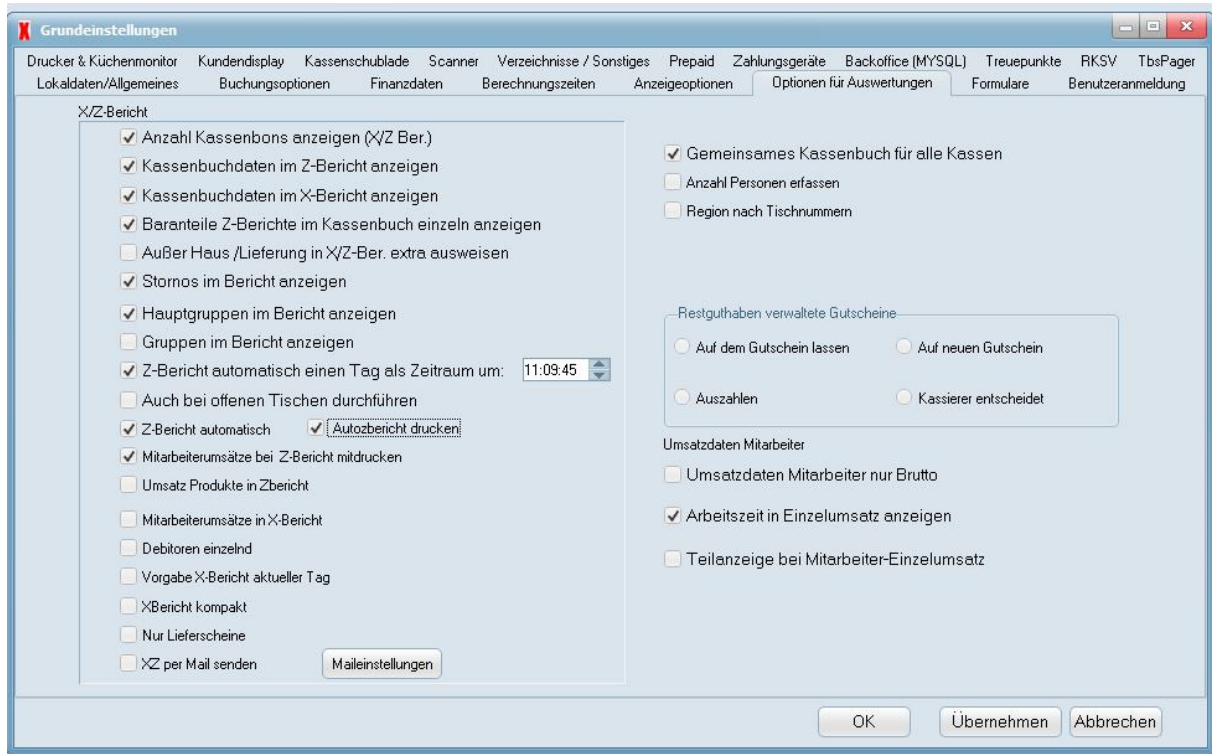 Grundeinstellungen
Drucker & Küchenmonitor Kundendisplay Kassenschublade Scanner Verzeichnisse / Sonstiges Prepaid Zahlungsgeräte Backoffice (MYSQL) Treuepunkte RKSV TbsPager
Lokaldaten/Allgemeines Buchungsoptionen Finanzdaten Berechnungszeiten Anzeigeoptionen Optionen für Auswertungen Formulare Benutzeranmeldung
X/Z-Bericht
Anzahl Kassenbons anzeigen (X/Z Ber.)
Kassenbuchdaten im Z-Bericht anzeigen
Kassenbuchdaten im X-Bericht anzeigen
Baranteile Z-Berichte im Kassenbuch einzeln anzeigen
Außer Haus /Lieferung in X/Z-Ber. extra ausweisen
Stornos im Bericht anzeigen
Hauptgruppen im Bericht anzeigen
Gruppen im Bericht anzeigen
Z-Bericht automatisch einen Tag als Zeitraum um: 11:09:45
Auch bei offenen Tischen durchführen
Z-Bericht automatisch Autozbericht drucken
Mitarbeiterumsätze bei Z-Bericht mitdrucken
Umsatz Produkte in Zbericht
Mitarbeiterumsätze in X-Bericht
Debitoren einzelnd
Vorgabe X-Bericht aktueller Tag
XBericht kompakt
Nur Lieferscheine
XZ per Mail senden Maileinstellungen
Gemeinsames Kassenbuch für alle Kassen
Anzahl Personen erfassen
Region nach Tischnummern
Restguthaben verwaltete Gutscheine
Auf dem Gutschein lassen Auf neuen Gutschein
Auszahlen Kassierer entscheidet
Umsatzdaten Mitarbeiter
Umsatzdaten Mitarbeiter nur Brutto
Arbeitszeit in Einzelumsatz anzeigen
Teilanzeige bei Mitarbeiter-Einzelumsatz
OK Übernehmen Abbrechen